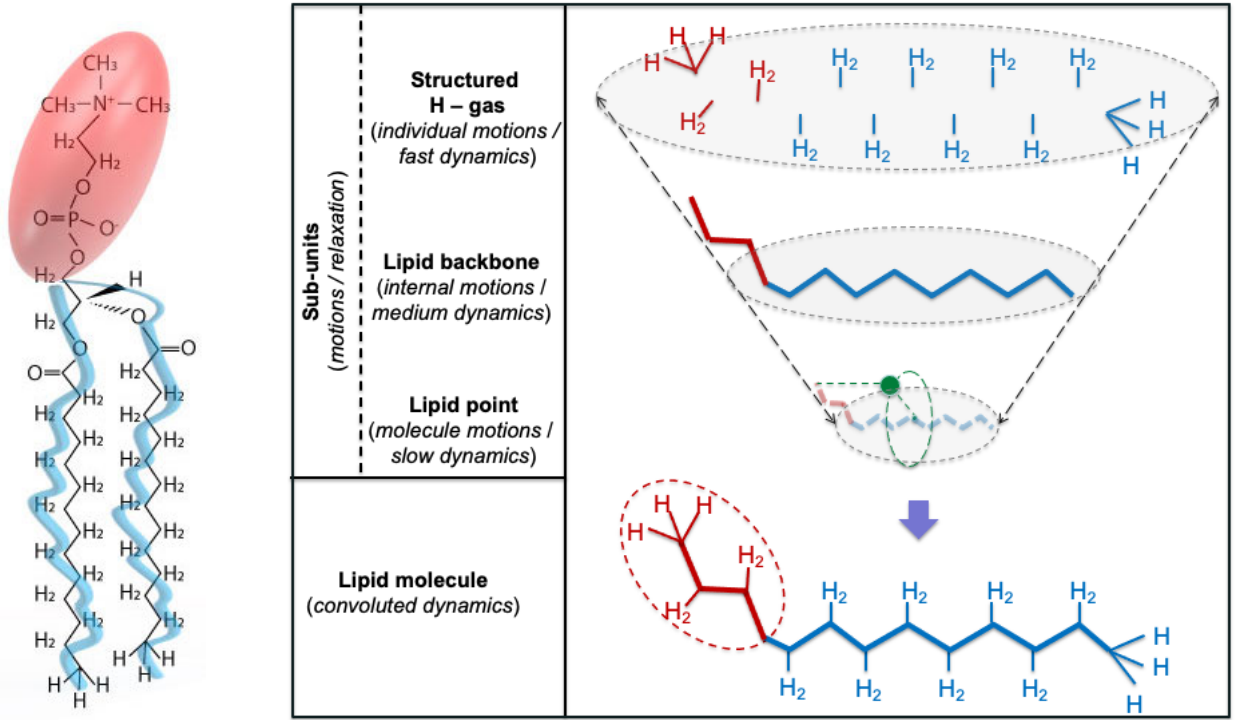 CH₃
CH₃–N⁺–CH₃
H₂
H₂
O
O=P–O⁻
O
H₂ H
H₂ O
O =O
O= H₂
H₂ H₂
H₂ H₂
H₂ H₂
H₂ H₂
H₂ H₂
H₂ H₂
H₂ H₂
H₂ H₂
H₂ H₂
H₂ H₂
H₂ H₂
H₂
H H
H H
H
Sub-units
(motions / relaxation)
Structured
H – gas
(individual motions /
fast dynamics)
H H
H H₂ H₂ H₂ H₂ H₂
H₂ H₂ H₂ H₂ H₂
H
H
H
Lipid backbone
(internal motions /
medium dynamics)
Lipid point
(molecule motions /
slow dynamics)
Lipid molecule
(convoluted dynamics)
H H
H H₂
H₂ H₂ H₂ H₂ H₂
H₂ H₂ H₂ H₂
H
H
H